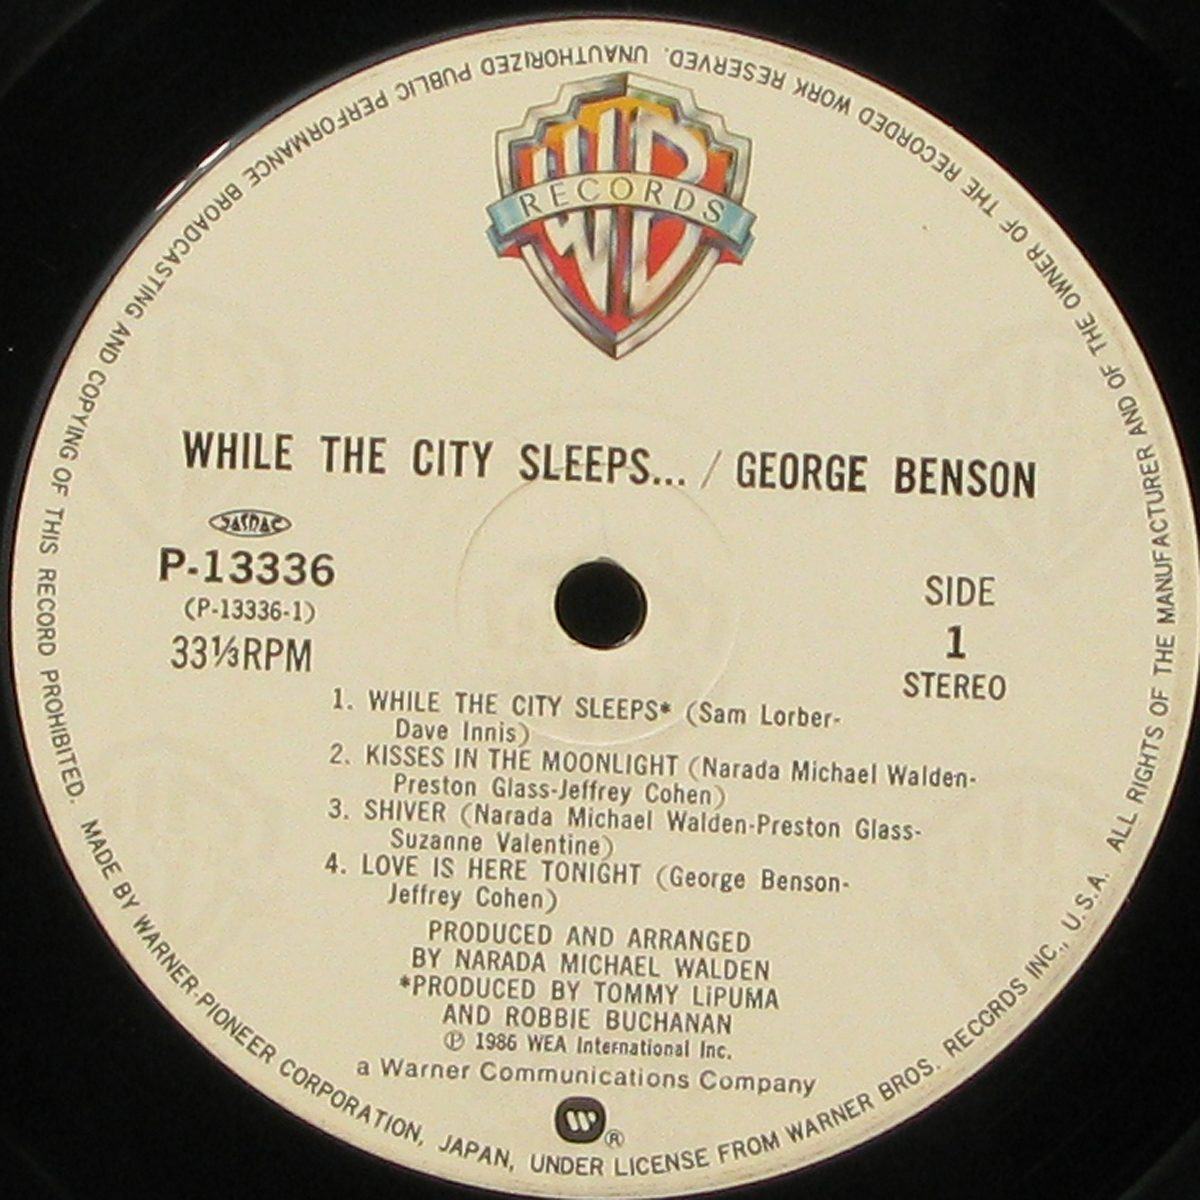 RECORDS
WHILE THE CITY SLEEPS... / GEORGE BENSON
JASRAC
P-13336
(P-13336-1)
33⅓RPM
SIDE
1
STEREO
1. WHILE THE CITY SLEEPS* (Sam Lorber-
Dave Innis)
2. KISSES IN THE MOONLIGHT (Narada Michael Walden-
Preston Glass-Jeffrey Cohen)
3. SHIVER (Narada Michael Walden-Preston Glass-
Suzanne Valentine)
4. LOVE IS HERE TONIGHT (George Benson-
Jeffrey Cohen)
PRODUCED AND ARRANGED
BY NARADA MICHAEL WALDEN
*PRODUCED BY TOMMY LiPUMA
AND ROBBIE BUCHANAN
℗ 1986 WEA International Inc.
a Warner Communications Company
®
MADE BY WARNER-PIONEER CORPORATION, JAPAN, UNDER LICENSE FROM WARNER BROS. RECORDS INC., U.S.A. ALL RIGHTS OF THE MANUFACTURER AND OF THE OWNER OF THE RECORDED WORK RESERVED. UNAUTHORIZED PUBLIC PERFORMANCE BROADCASTING AND COPYING OF THIS RECORD PROHIBITED.